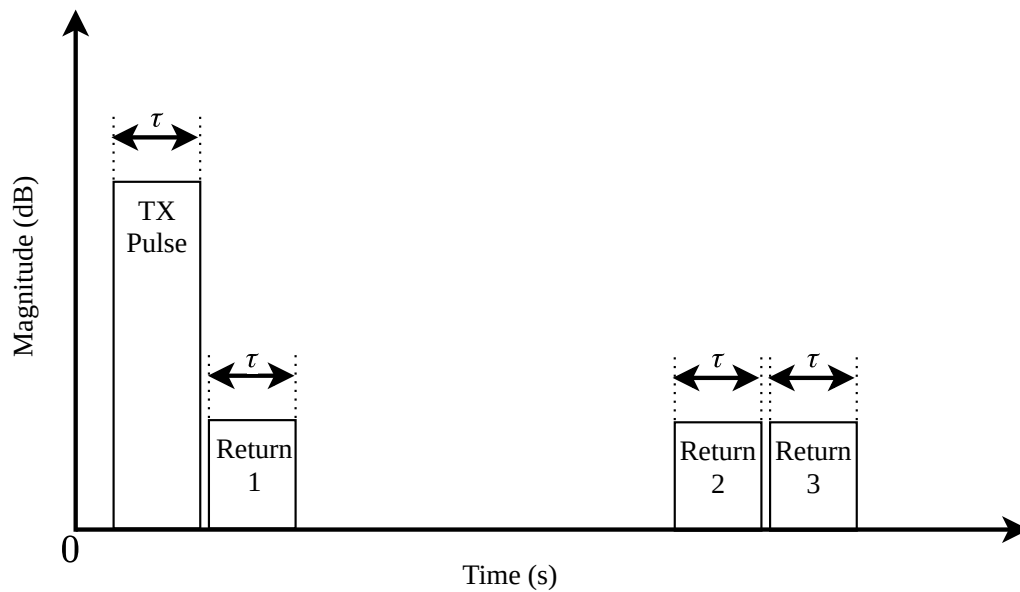 τ
TX
Pulse
Magnitude (dB)
τ
τ
τ
Return
1
Return
2
Return
3
0
Time (s)